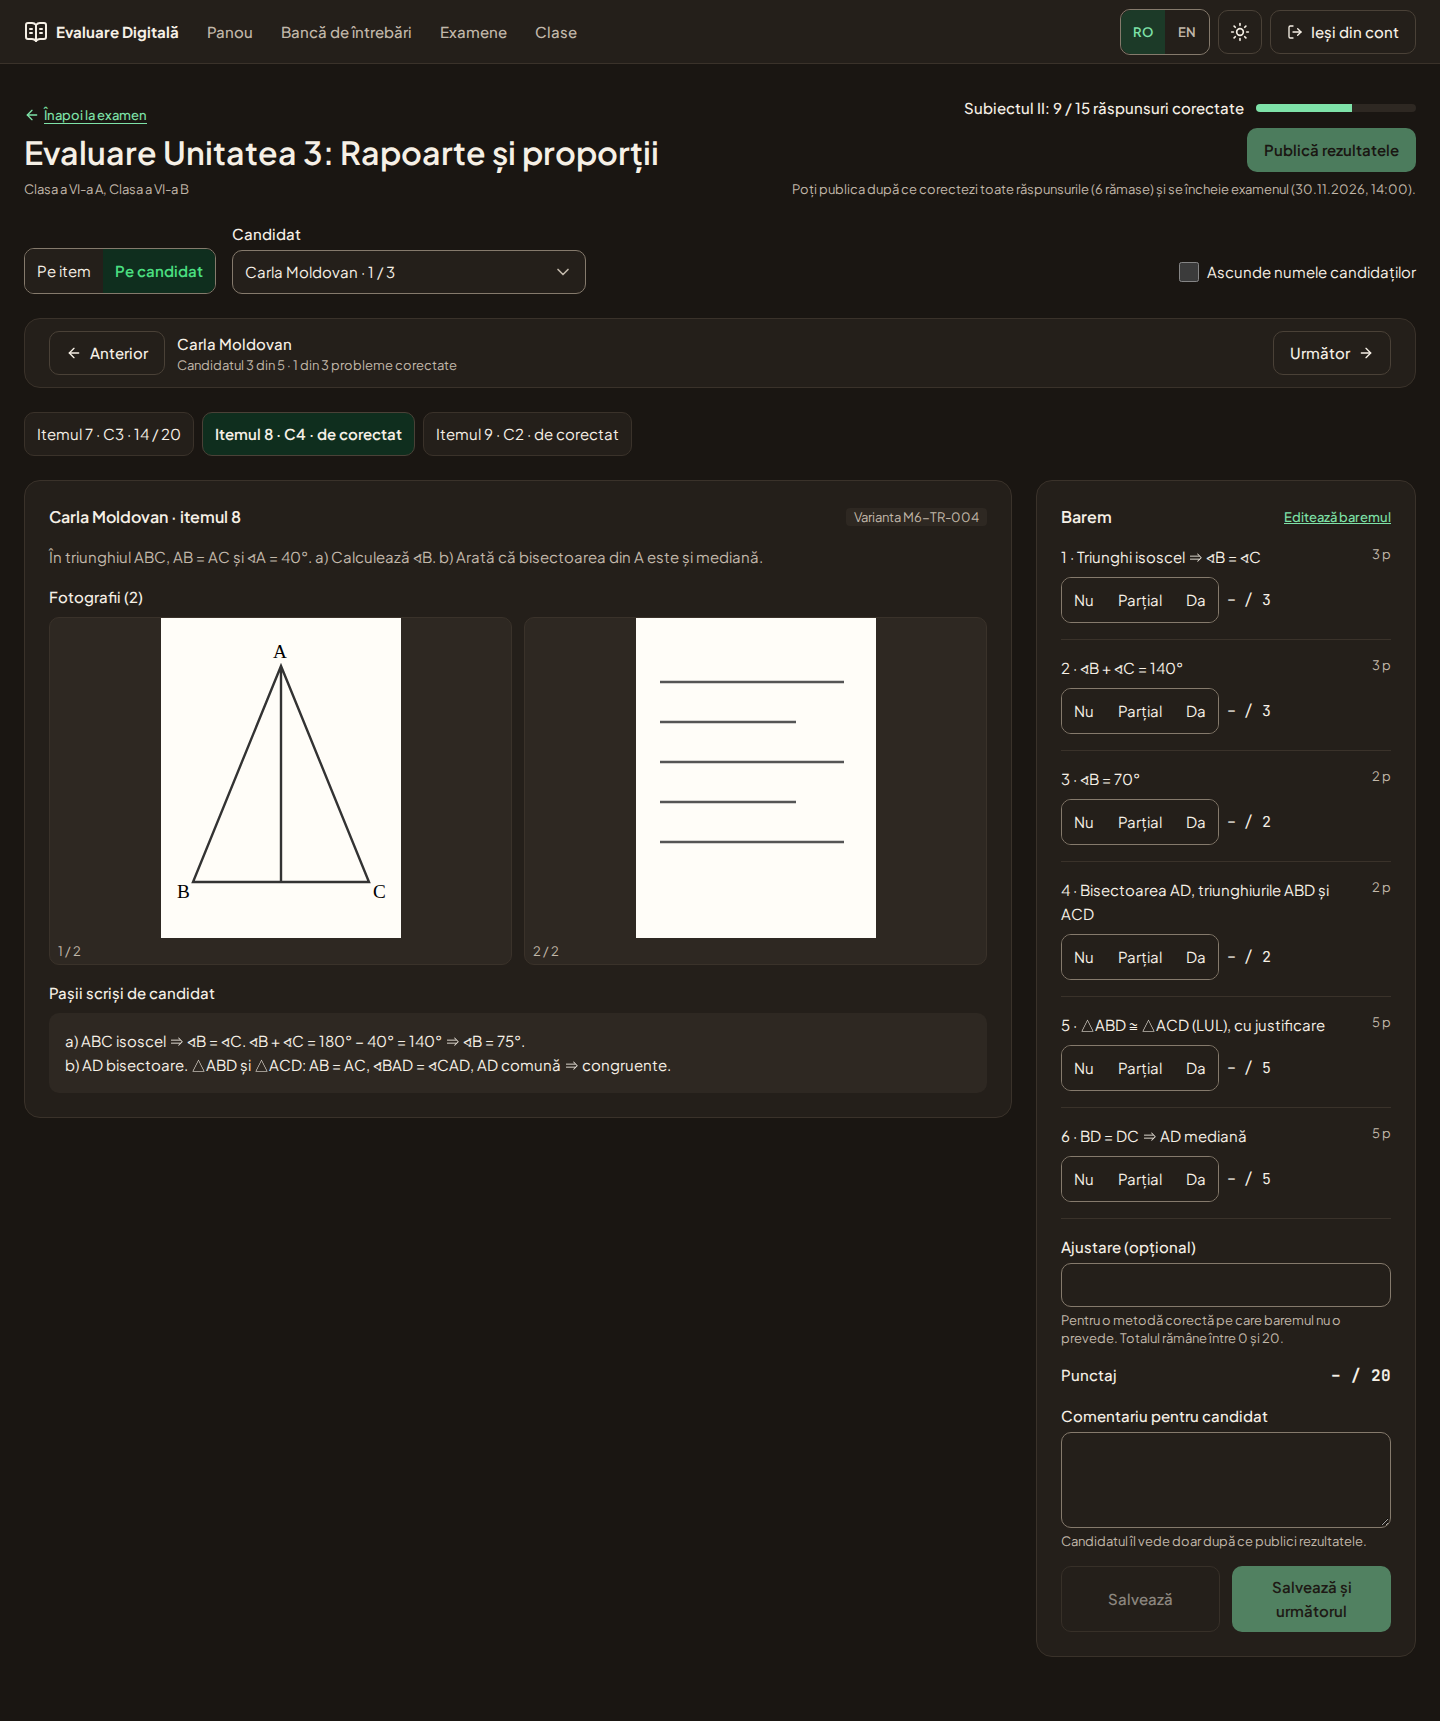 Evaluare Digitală
Panou
Bancă de întrebări
Examene
Clase
RO
EN
Ieși din cont
Înapoi la examen
Evaluare Unitatea 3: Rapoarte și proporții
Clasa a VI-a A, Clasa a VI-a B
Subiectul II: 9 / 15 răspunsuri corectate
Publică rezultatele
Poți publica după ce corectezi toate răspunsurile (6 rămase) și se încheie examenul (30.11.2026, 14:00).
Pe item
Pe candidat
Candidat
Carla Moldovan · 1 / 3
Ascunde numele candidaților
Anterior
Carla Moldovan
Candidatul 3 din 5 · 1 din 3 probleme corectate
Următor
Itemul 7 · C3 · 14 / 20
Itemul 8 · C4 · de corectat
Itemul 9 · C2 · de corectat
Carla Moldovan · itemul 8
Varianta M6-TR-004
În triunghiul ABC, AB = AC și ∢A = 40°. a) Calculează ∢B. b) Arată că bisectoarea din A este și mediană.
Fotografii (2)
A
B
C
1 / 2
2 / 2
Pașii scriși de candidat
a) ABC isoscel ⇒ ∢B = ∢C. ∢B + ∢C = 180° − 40° = 140° ⇒ ∢B = 75°.
b) AD bisectoare. △ABD și △ACD: AB = AC, ∢BAD = ∢CAD, AD comună ⇒ congruente.
Barem
Editează baremul
1 · Triunghi isoscel ⇒ ∢B = ∢C
3 p
Nu
Parțial
Da
– / 3
2 · ∢B + ∢C = 140°
3 p
Nu
Parțial
Da
– / 3
3 · ∢B = 70°
2 p
Nu
Parțial
Da
– / 2
4 · Bisectoarea AD, triunghiurile ABD și
ACD
2 p
Nu
Parțial
Da
– / 2
5 · △ABD ≅ △ACD (LUL), cu justificare
5 p
Nu
Parțial
Da
– / 5
6 · BD = DC ⇒ AD mediană
5 p
Nu
Parțial
Da
– / 5
Ajustare (opțional)
Pentru o metodă corectă pe care baremul nu o
prevede. Totalul rămâne între 0 și 20.
Punctaj
– / 20
Comentariu pentru candidat
Candidatul îl vede doar după ce publici rezultatele.
Salvează
Salvează și
următorul